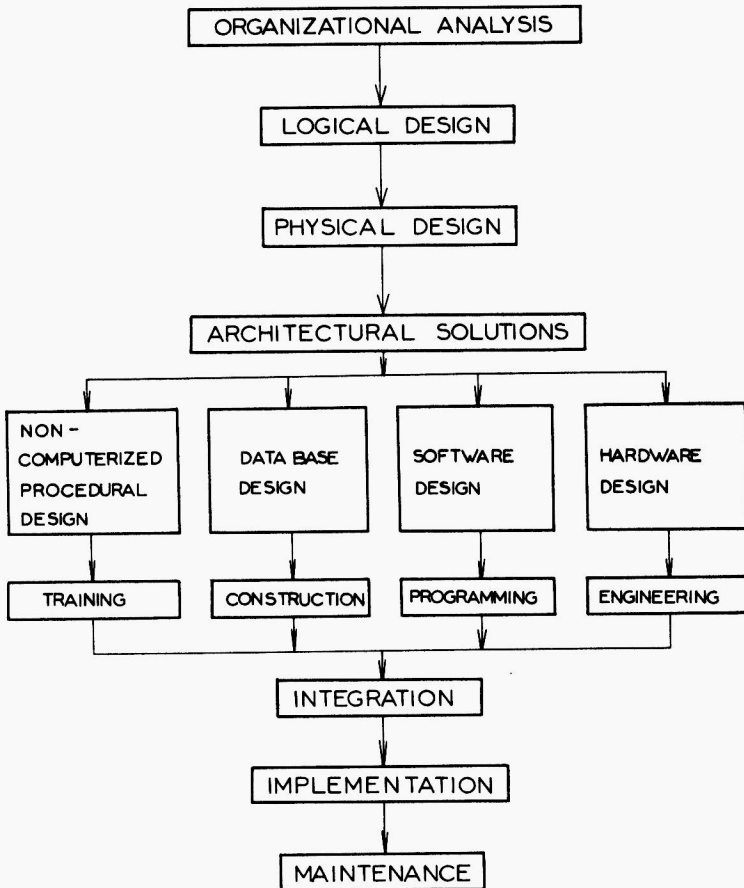 ORGANIZATIONAL ANALYSIS
LOGICAL DESIGN
PHYSICAL DESIGN
ARCHITECTURAL SOLUTIONS
NON-
COMPUTERIZED
PROCEDURAL
DESIGN
DATA BASE
DESIGN
SOFTWARE
DESIGN
HARDWARE
DESIGN
TRAINING
CONSTRUCTION
PROGRAMMING
ENGINEERING
INTEGRATION
IMPLEMENTATION
MAINTENANCE